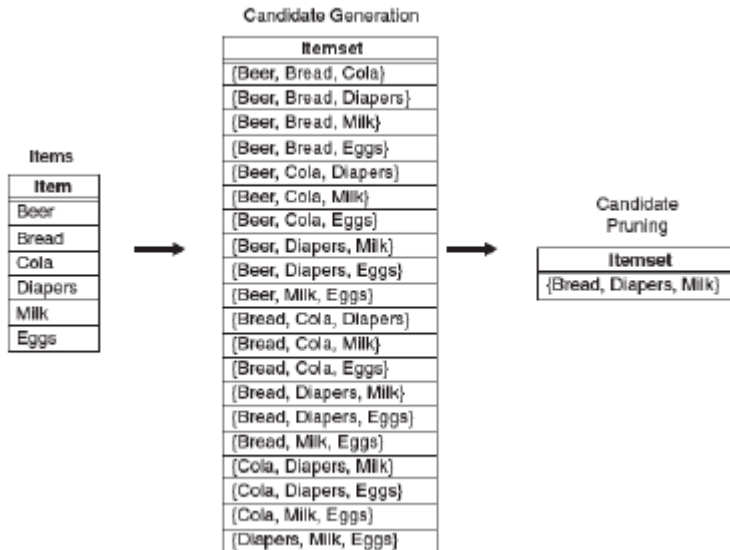 Candidate Generation
Itemset
{Beer, Bread, Cola}
{Beer, Bread, Diapers}
{Beer, Bread, Milk}
{Beer, Bread, Eggs}
{Beer, Cola, Diapers}
{Beer, Cola, Milk}
{Beer, Cola, Eggs}
{Beer, Diapers, Milk}
{Beer, Diapers, Eggs}
{Beer, Milk, Eggs}
{Bread, Cola, Diapers}
{Bread, Cola, Milk}
{Bread, Cola, Eggs}
{Bread, Diapers, Milk}
{Bread, Diapers, Eggs}
{Bread, Milk, Eggs}
{Cola, Diapers, Milk}
{Cola, Diapers, Eggs}
{Cola, Milk, Eggs}
{Diapers, Milk, Eggs}
Items
Item
Beer
Bread
Cola
Diapers
Milk
Eggs
Candidate
Pruning
Itemset
{Bread, Diapers, Milk}